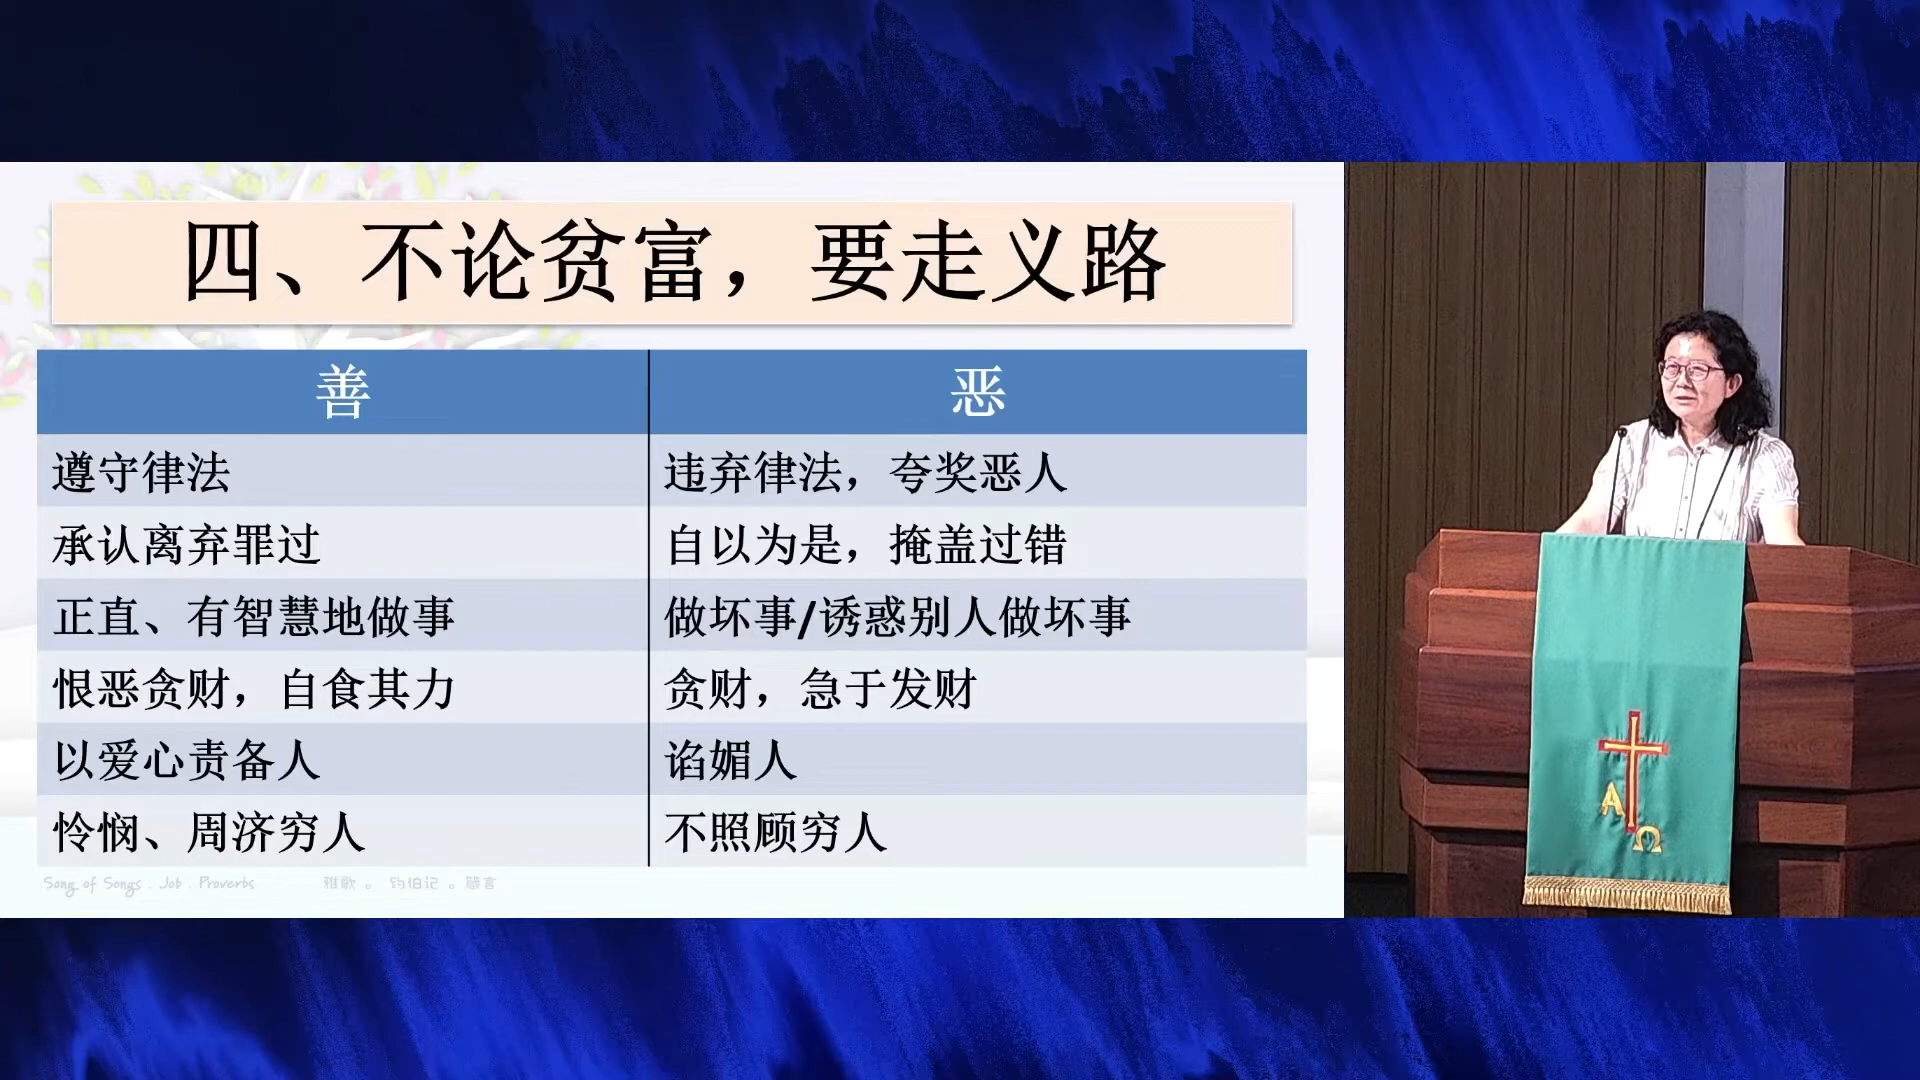 四、不论贫富，要走义路
善 恶
遵守律法 违弃律法，夸奖恶人
承认离弃罪过 自以为是，掩盖过错
正直、有智慧地做事 做坏事/诱惑别人做坏事
恨恶贪财，自食其力 贪财，急于发财
以爱心责备人 谄媚人
怜悯、周济穷人 不照顾穷人
Song of Songs . Job . Proverbs 雅歌 。 约伯记 。 箴言
Α
Ω